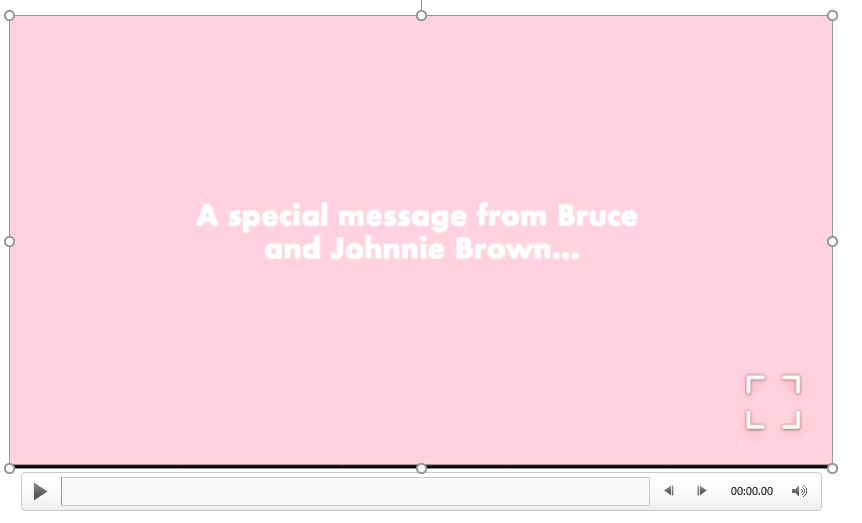 A special message from Bruce
and Johnnie Brown...
00:00.00